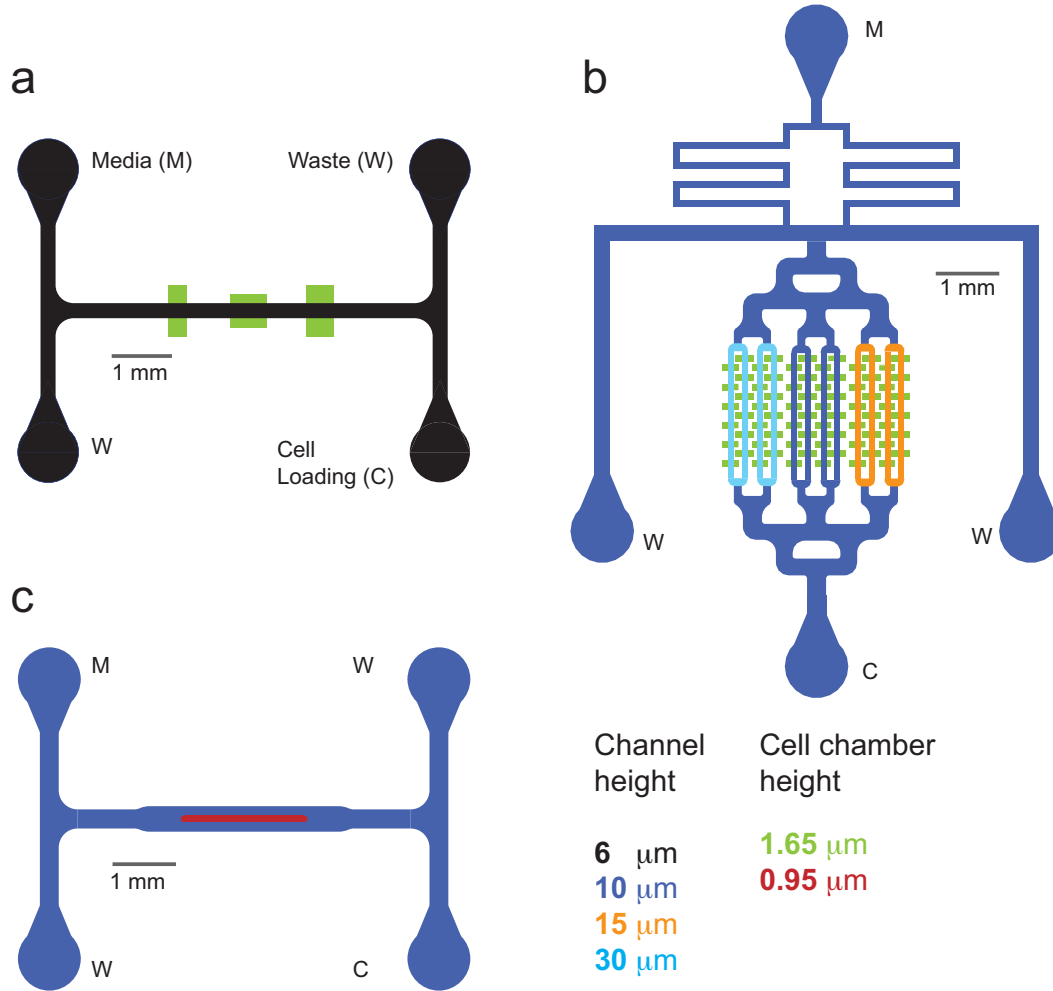 a
Media (M)
Waste (W)
1 mm
W
Cell
Loading (C)
b
M
1 mm
W
W
C
c
M
W
1 mm
W
C
Channel
height
6 μm
10 μm
15 μm
30 μm
Cell chamber
height
1.65 μm
0.95 μm